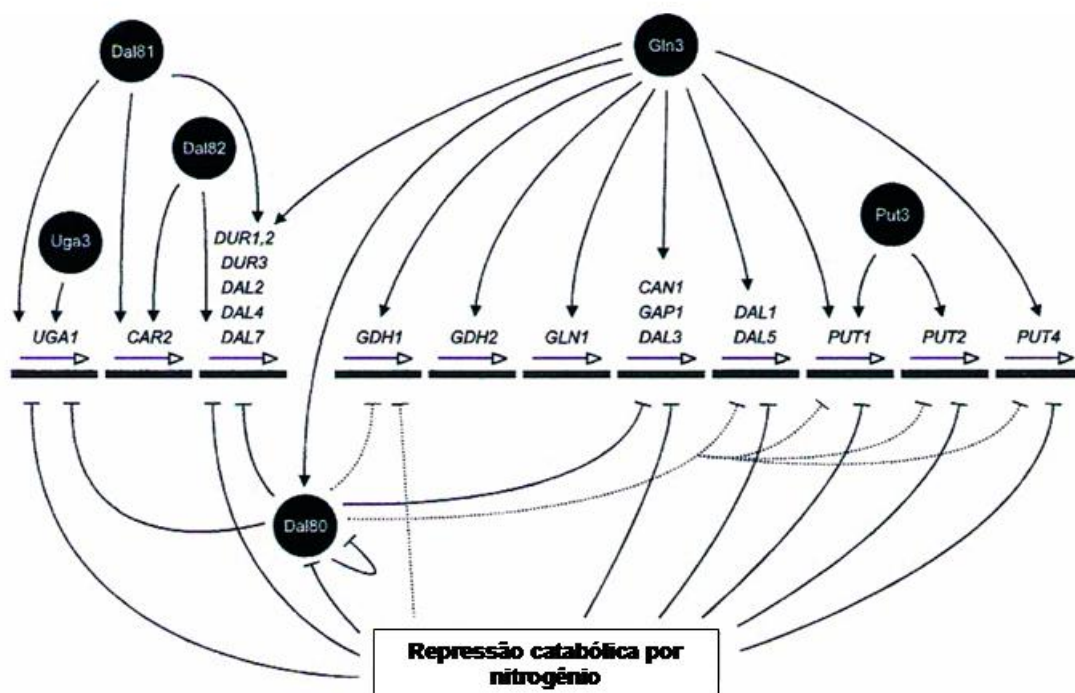 Dal81
Gln3
Dal82
Put3
Uga3
DUR1,2
DUR3
DAL2
DAL4
DAL7
CAN1
GAP1
DAL3
DAL1
DAL5
UGA1
CAR2
GDH1
GDH2
GLN1
PUT1
PUT2
PUT4
Dal80
Repressão catabólica por
nitrogênio